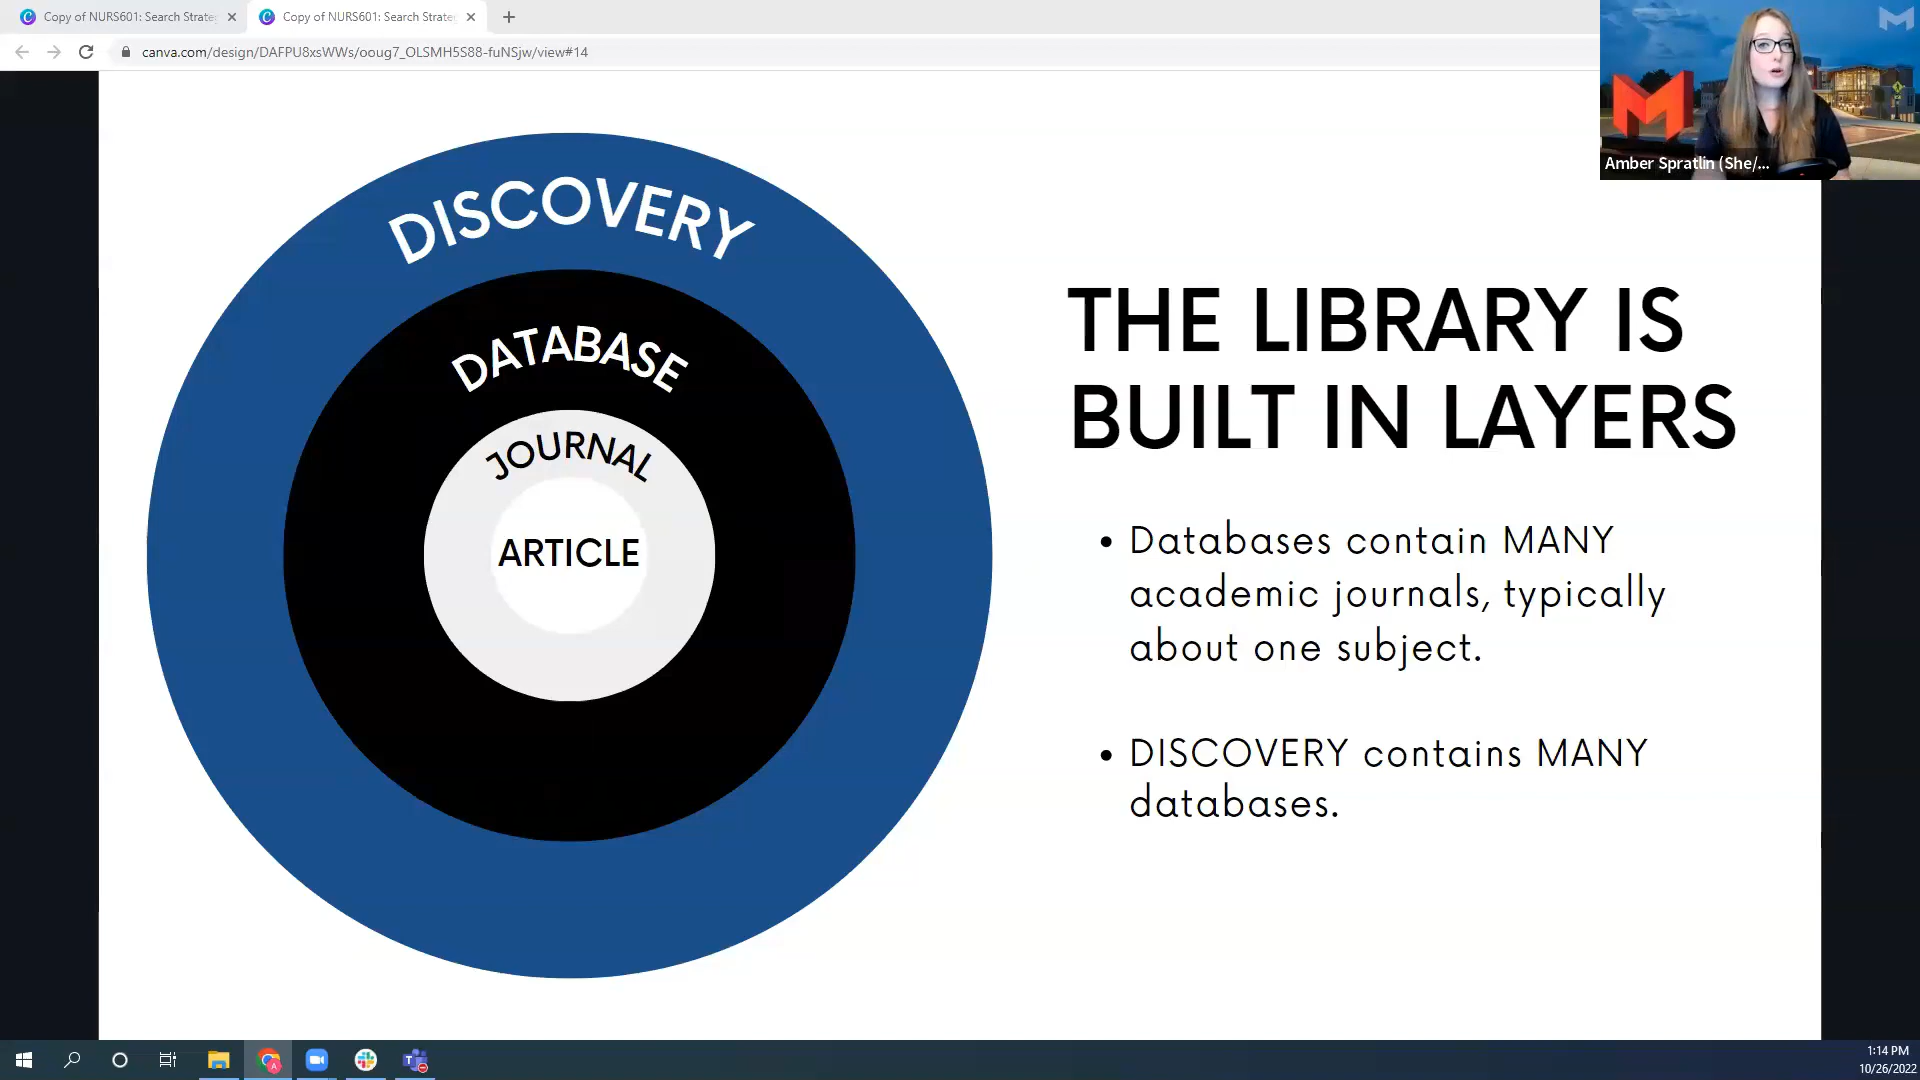 Copy of NURS601: Search Strate
Copy of NURS601: Search Strate
canva.com/design/DAFPU8xsWWs/ooug7_OLSMH5S88-fuNSjw/view#14
Amber Spratlin (She/...
DISCOVERY
DATABASE
JOURNAL
ARTICLE
THE LIBRARY IS
BUILT IN LAYERS
• Databases contain MANY
academic journals, typically
about one subject.
• DISCOVERY contains MANY
databases.
1:14 PM
10/26/2022